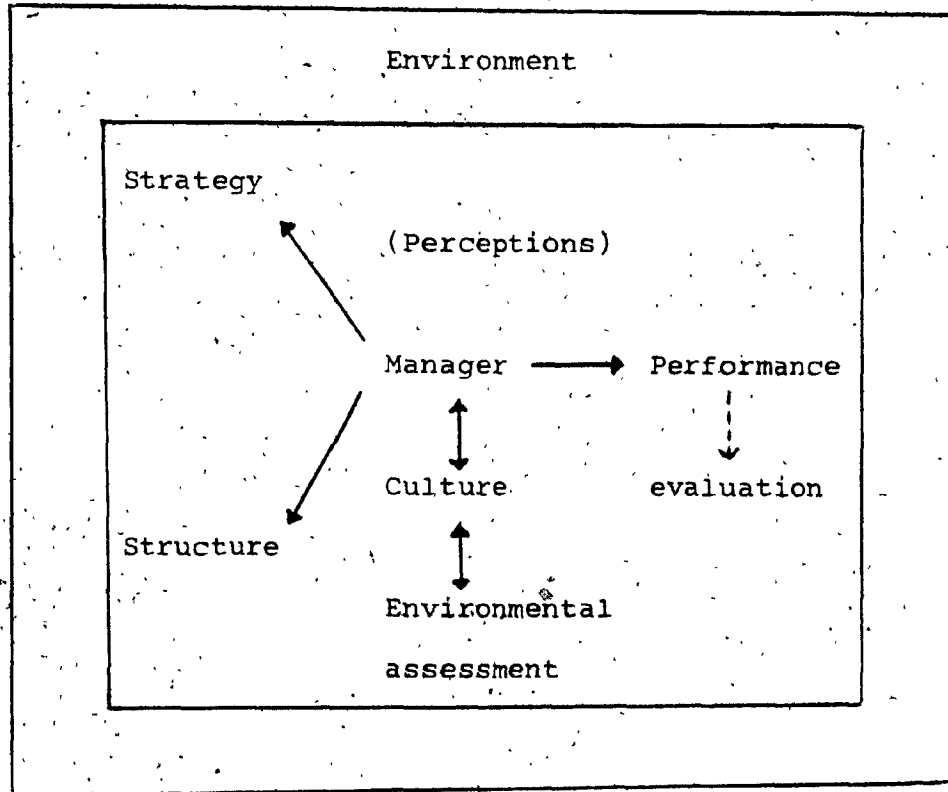 Environment
Strategy
(Perceptions)
Manager Performance
Culture evaluation
Structure
Environmental
assessment